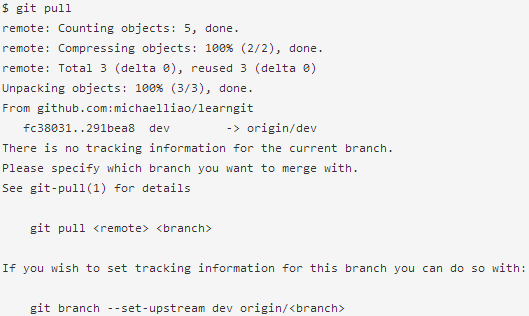 $ git pull
remote: Counting objects: 5, done.
remote: Compressing objects: 100% (2/2), done.
remote: Total 3 (delta 0), reused 3 (delta 0)
Unpacking objects: 100% (3/3), done.
From github.com:michaelliao/learngit
   fc38031..291bea8  dev        -> origin/dev
There is no tracking information for the current branch.
Please specify which branch you want to merge with.
See git-pull(1) for details

    git pull <remote> <branch>

If you wish to set tracking information for this branch you can do so with:

    git branch --set-upstream dev origin/<branch>